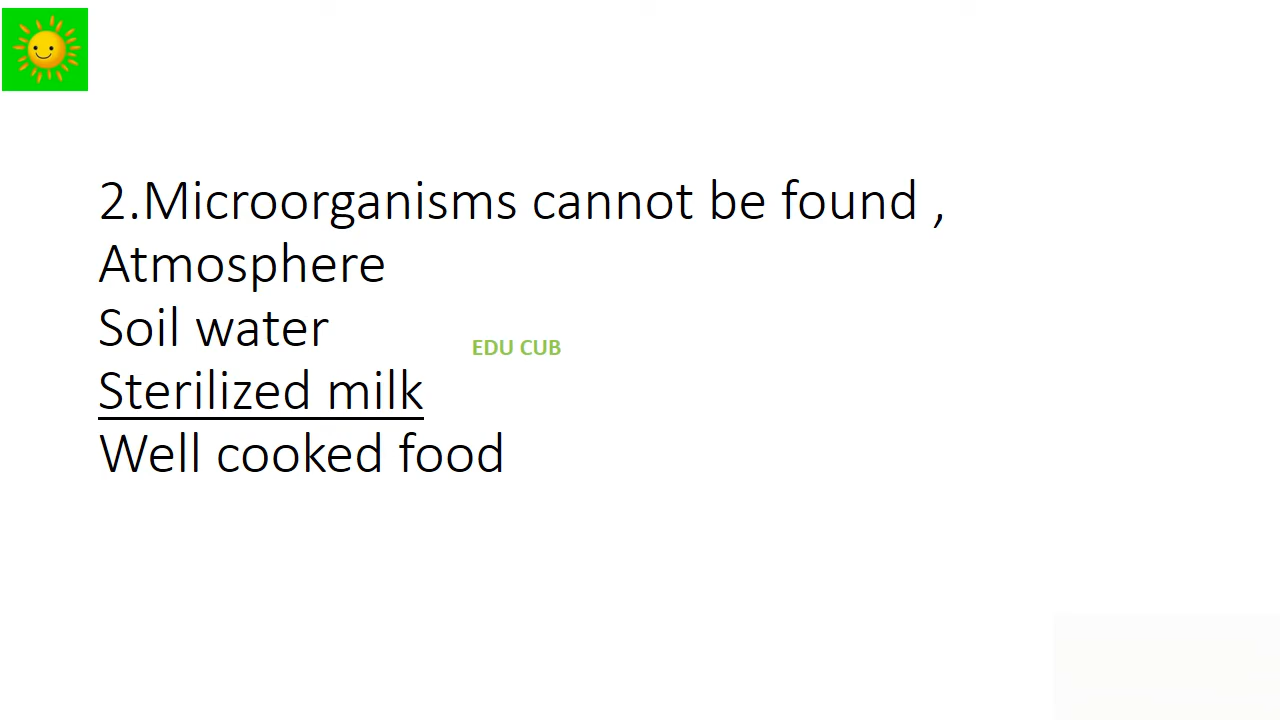 2.Microorganisms cannot be found ,
Atmosphere
Soil water
EDU CUB
Sterilized milk
Well cooked food